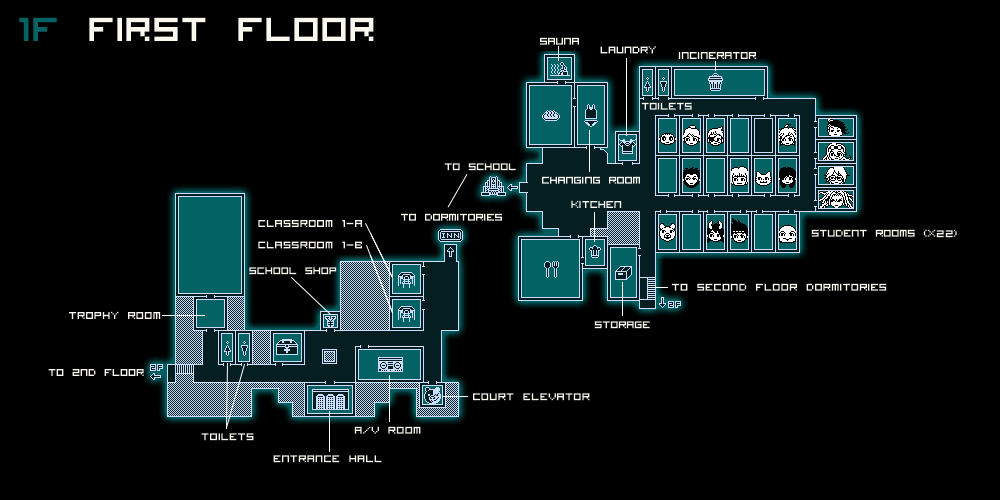 1F FIRST FLOOR
SAUNA
LAUNDRY
INCINERATOR
TOILETS
TO SCHOOL
CHANGING ROOM
KITCHEN
TO DORMITORIES
CLASSROOM 1-A
INN
CLASSROOM 1-B
STUDENT ROOMS (X22)
SCHOOL SHOP
TO SECOND FLOOR DORMITORIES
2F
TROPHY ROOM
STORAGE
TO 2ND FLOOR
2F
COURT ELEVATOR
TOILETS
A/V ROOM
ENTRANCE HALL